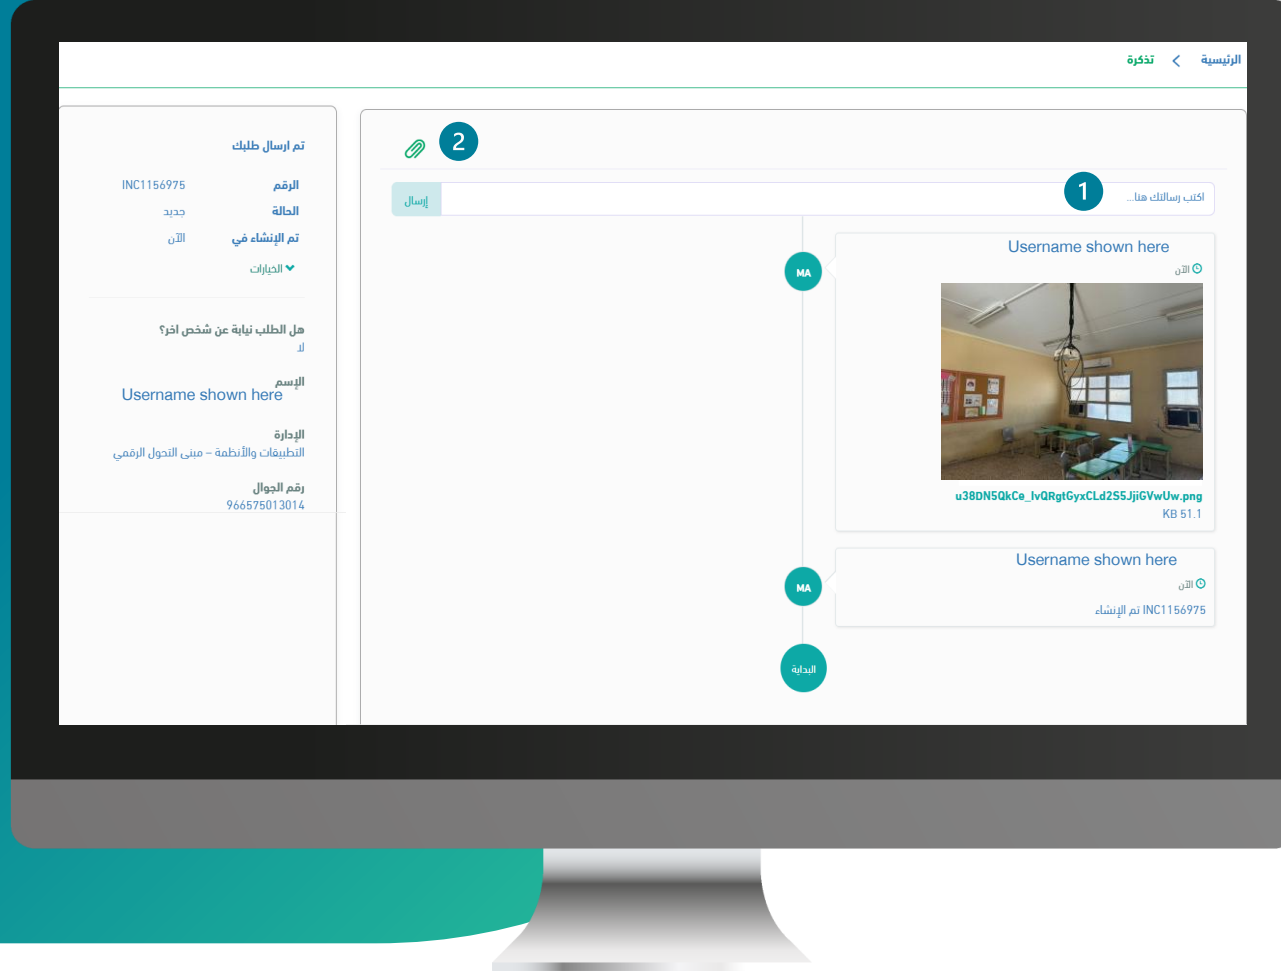 الرئيسية > تذكرة
2
اكتب رسالتك هنا...
1
إرسال
Username shown here
الآن
MA
u38DN5QkCe_IvQRgtGyxCLd2S5JjiGVwUw.png
KB 51.1
Username shown here
الآن
MA
INC1156975 تم الإنشاء
البداية
تم ارسال طلبك
الرقم INC1156975
الحالة جديد
تم الإنشاء في الآن
الخيارات
هل الطلب نيابة عن شخص اخر؟
لا
الإسم
Username shown here
الإدارة
التطبيقات والأنظمة – مبنى التحول الرقمي
رقم الجوال
966575013014